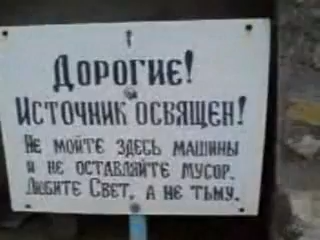 Дорогие!
Источник освящен!
Не мойте здесь машины
и не оставляйте мусор.
Любите Свет, а не тьму.